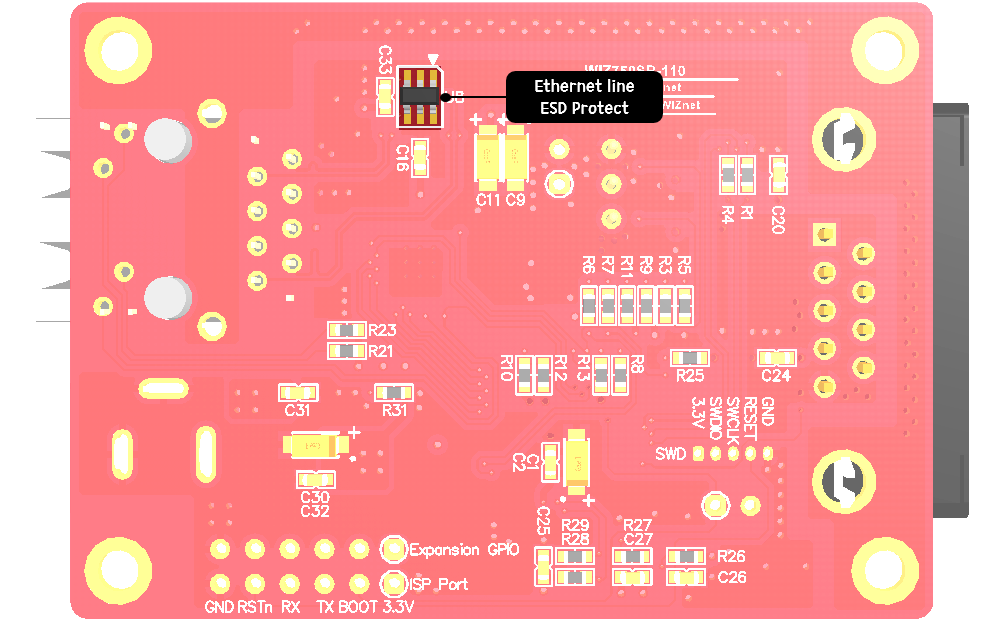 C33
WIZ750SR-110
Ethernet line
ESD Protect
net
WIZnet
C16
C11 C9
R4
R1
C20
R6
R7
R11
R9
R3
R5
R23
R21
R10
R12
R13
R8
R25
C24
C31
R31
3.3V
SWDIO
SWCLK
RESET
GND
SWD
C2
C1
C30
C32
C25
R29
R28
R27
C27
R26
C26
Expansion GPIO
ISP Port
GND RSTn RX TX BOOT 3.3V